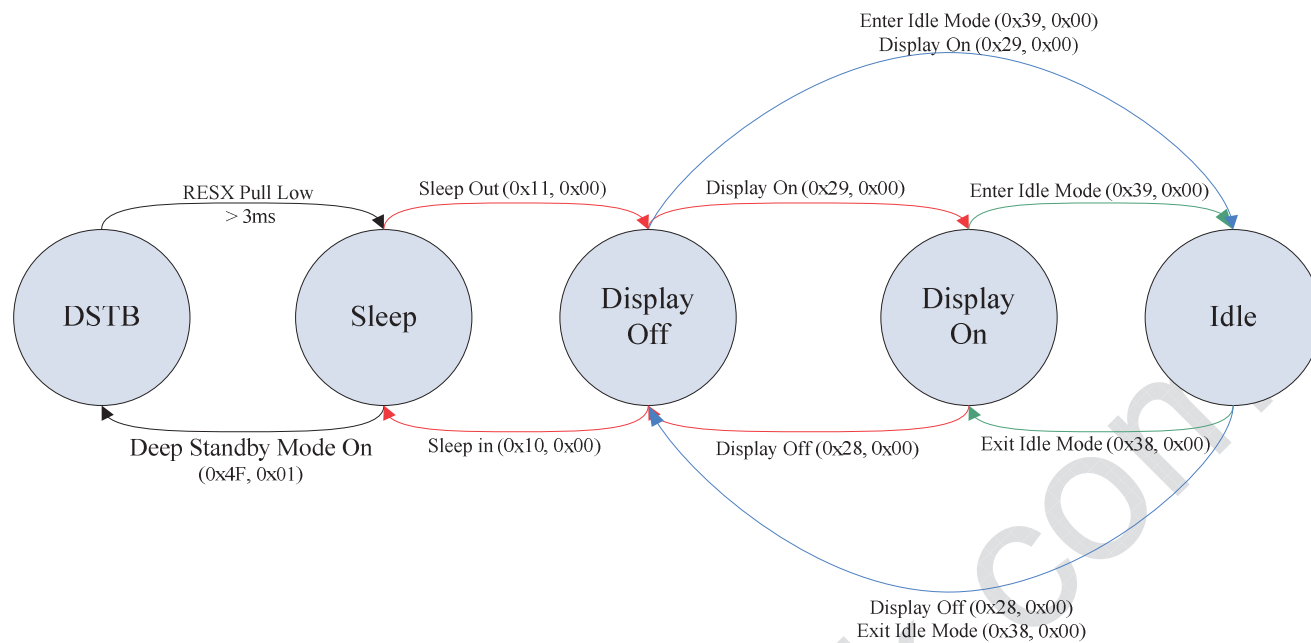 Enter Idle Mode (0x39, 0x00)
Display On (0x29, 0x00)
RESX Pull Low
> 3ms
Sleep Out (0x11, 0x00)
Display On (0x29, 0x00)
Enter Idle Mode (0x39, 0x00)
DSTB
Sleep
Display
Off
Display
On
Idle
Deep Standby Mode On
(0x4F, 0x01)
Sleep in (0x10, 0x00)
Display Off (0x28, 0x00)
Exit Idle Mode (0x38, 0x00)
Display Off (0x28, 0x00)
Exit Idle Mode (0x38, 0x00)